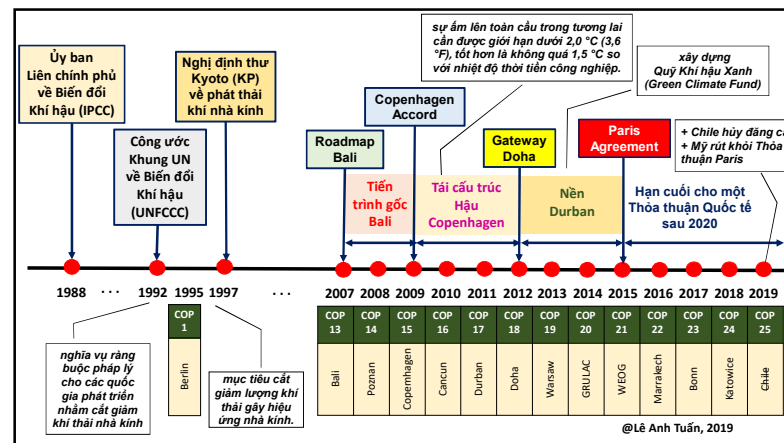 sự ấm lên toàn cầu trong tương lai
cần được giới hạn dưới 2,0 °C (3,6
°F), tốt hơn là không quá 1,5 °C so
với nhiệt độ thời tiền công nghiệp.
Ủy ban
Liên chính phủ
về Biến đổi
Khí hậu (IPCC)
Nghị định thư
Kyoto (KP)
về phát thải
khí nhà kính
xây dựng
Quỹ Khí hậu Xanh
(Green Climate Fund)
Copenhagen
Accord
Công ước
Khung UN
về Biến đổi
Khí hậu
(UNFCCC)
Roadmap
Bali
Gateway
Doha
Paris
Agreement
+ Chile hủy đăng cai
+ Mỹ rút khỏi Thỏa
thuận Paris
Tiến
trình gốc
Bali
Tái cấu trúc
Hậu
Copenhagen
Nền
Durban
Hạn cuối cho một
Thỏa thuận Quốc tế
sau 2020
1988 ... 1992 1995 1997 ... 2007 2008 2009 2010 2011 2012 2013 2014 2015 2016 2017 2018 2019
nghĩa vụ ràng
buộc pháp lý
cho các quốc
gia phát triển
nhằm cắt giảm
khí thải nhà kính
COP
1
Berlin
mục tiêu cắt
giảm lượng khí
thải gây hiệu
ứng nhà kính.
COP COP COP COP COP COP COP COP COP COP COP COP COP
13 14 15 16 17 18 19 20 21 22 23 24 25
Bali Poznan Copemhagen Cancun Durban Doha Warsaw GRULAC WEOG Marrakech Bonn Katowice Chile
@Lê Anh Tuấn, 2019